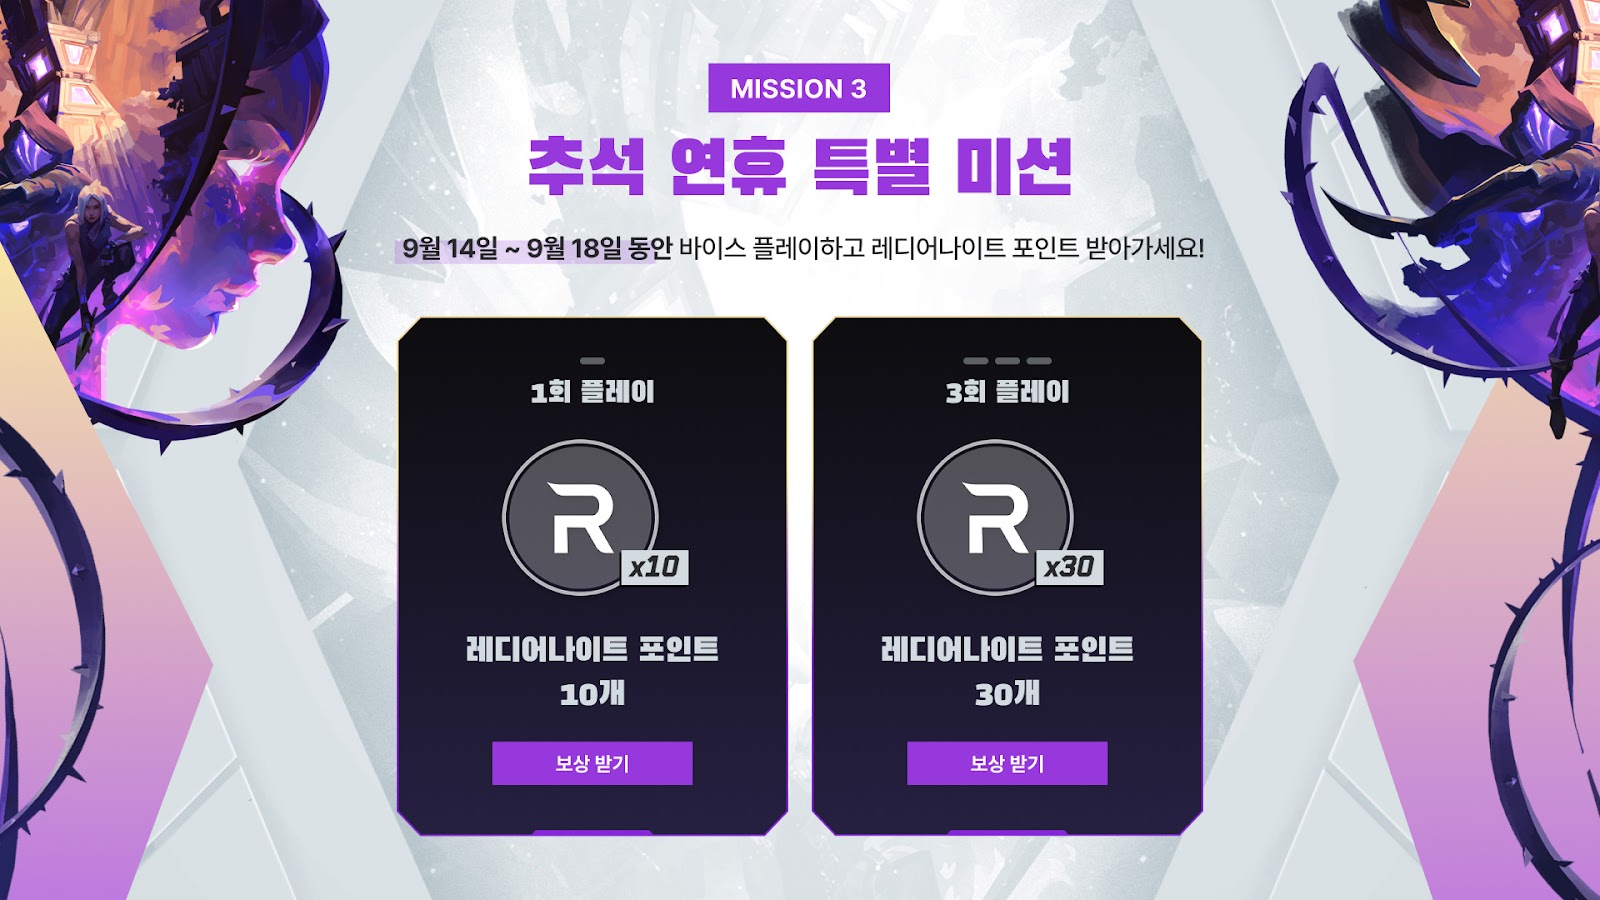 MISSION 3
추석 연휴 특별 미션
9월 14일 ~ 9월 18일 동안 바이스 플레이하고 레디어나이트 포인트 받아가세요!
1회 플레이
R
x10
레디어나이트 포인트
10개
보상 받기
3회 플레이
R
x30
레디어나이트 포인트
30개
보상 받기